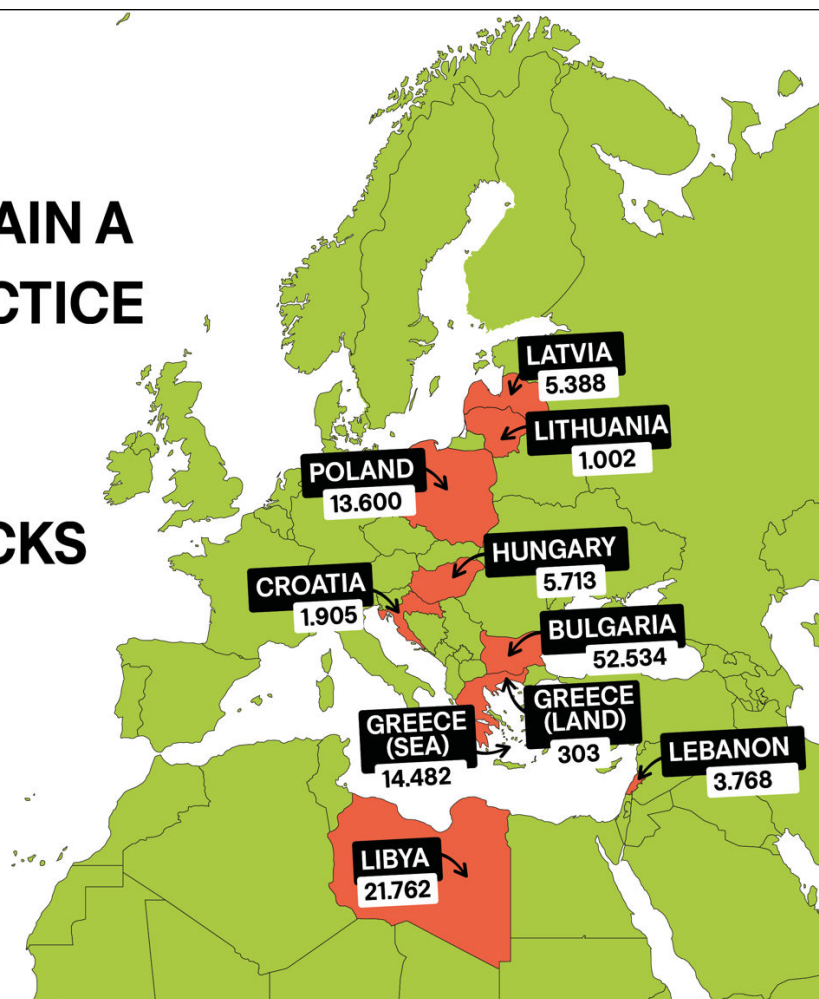 AIN A
CTICE
CKS
LATVIA
5.388
LITHUANIA
1.002
POLAND
13.600
HUNGARY
5.713
CROATIA
1.905
BULGARIA
52.534
GREECE
(LAND)
303
GREECE
(SEA)
14.482
LEBANON
3.768
LIBYA
21.762